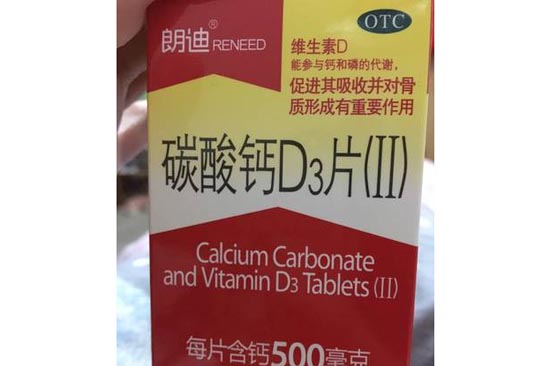 朗迪® RENEED
OTC
维生素D
能参与钙和磷的代谢，
促进其吸收并对骨
质形成有重要作用
碳酸钙D3片(II)
Calcium Carbonate
and Vitamin D3 Tablets (II)
每片含钙500毫克